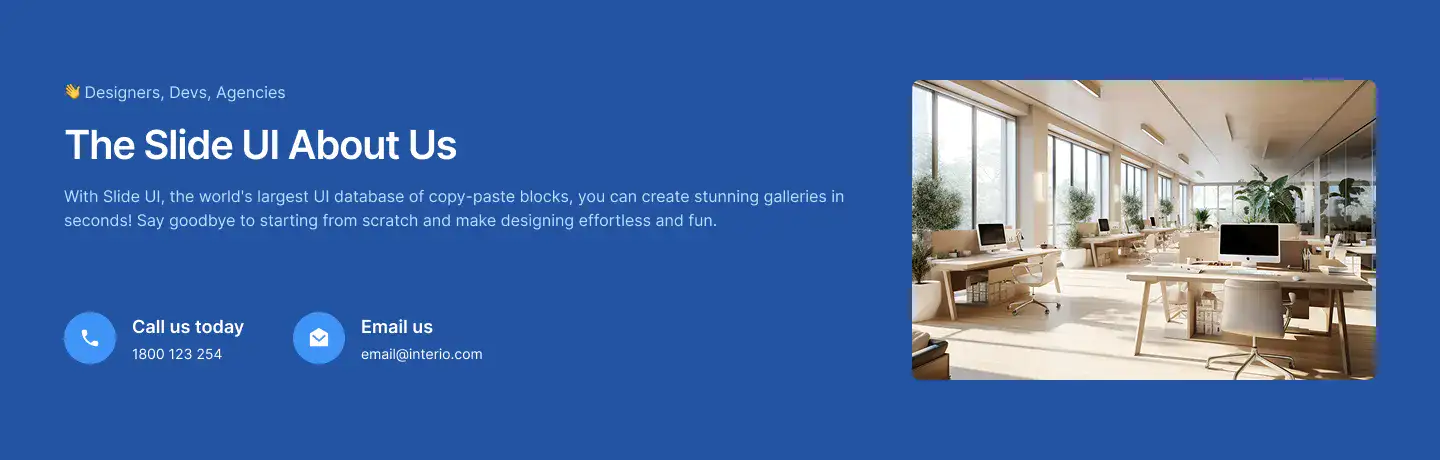 👋 Designers, Devs, Agencies
The Slide UI About Us
With Slide UI, the world's largest UI database of copy-paste blocks, you can create stunning galleries in
seconds! Say goodbye to starting from scratch and make designing effortless and fun.
Call us today
1800 123 254
Email us
email@interio.com